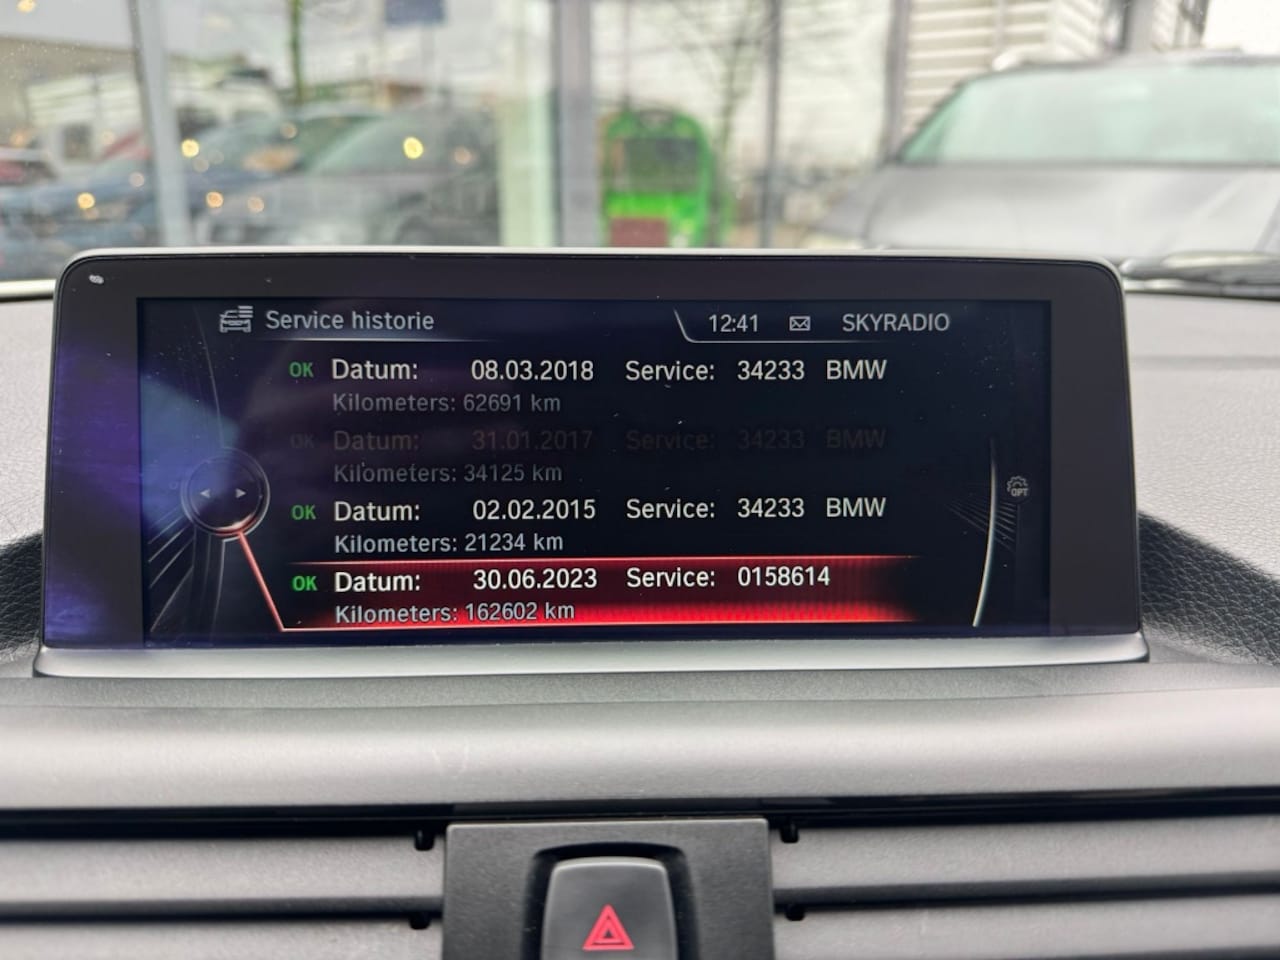 Service historie 12:41 SKYRADIO
OK Datum: 08.03.2018 Service: 34233 BMW
Kilometers: 62691 km
OK Datum: 31.01.2017 Service: 34233 BMW
Kilometers: 34125 km
OK Datum: 02.02.2015 Service: 34233 BMW
Kilometers: 21234 km
OPT
OK Datum: 30.06.2023 Service: 0158614
Kilometers: 162602 km